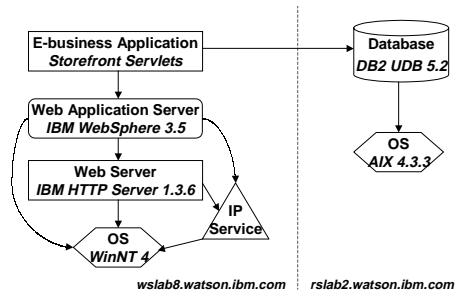 E-business Application
Storefront Servlets
Database
DB2 UDB 5.2
Web Application Server
IBM WebSphere 3.5
OS
AIX 4.3.3
Web Server
IBM HTTP Server 1.3.6
IP
Service
OS
WinNT 4
wslab8.watson.ibm.com
rslab2.watson.ibm.com